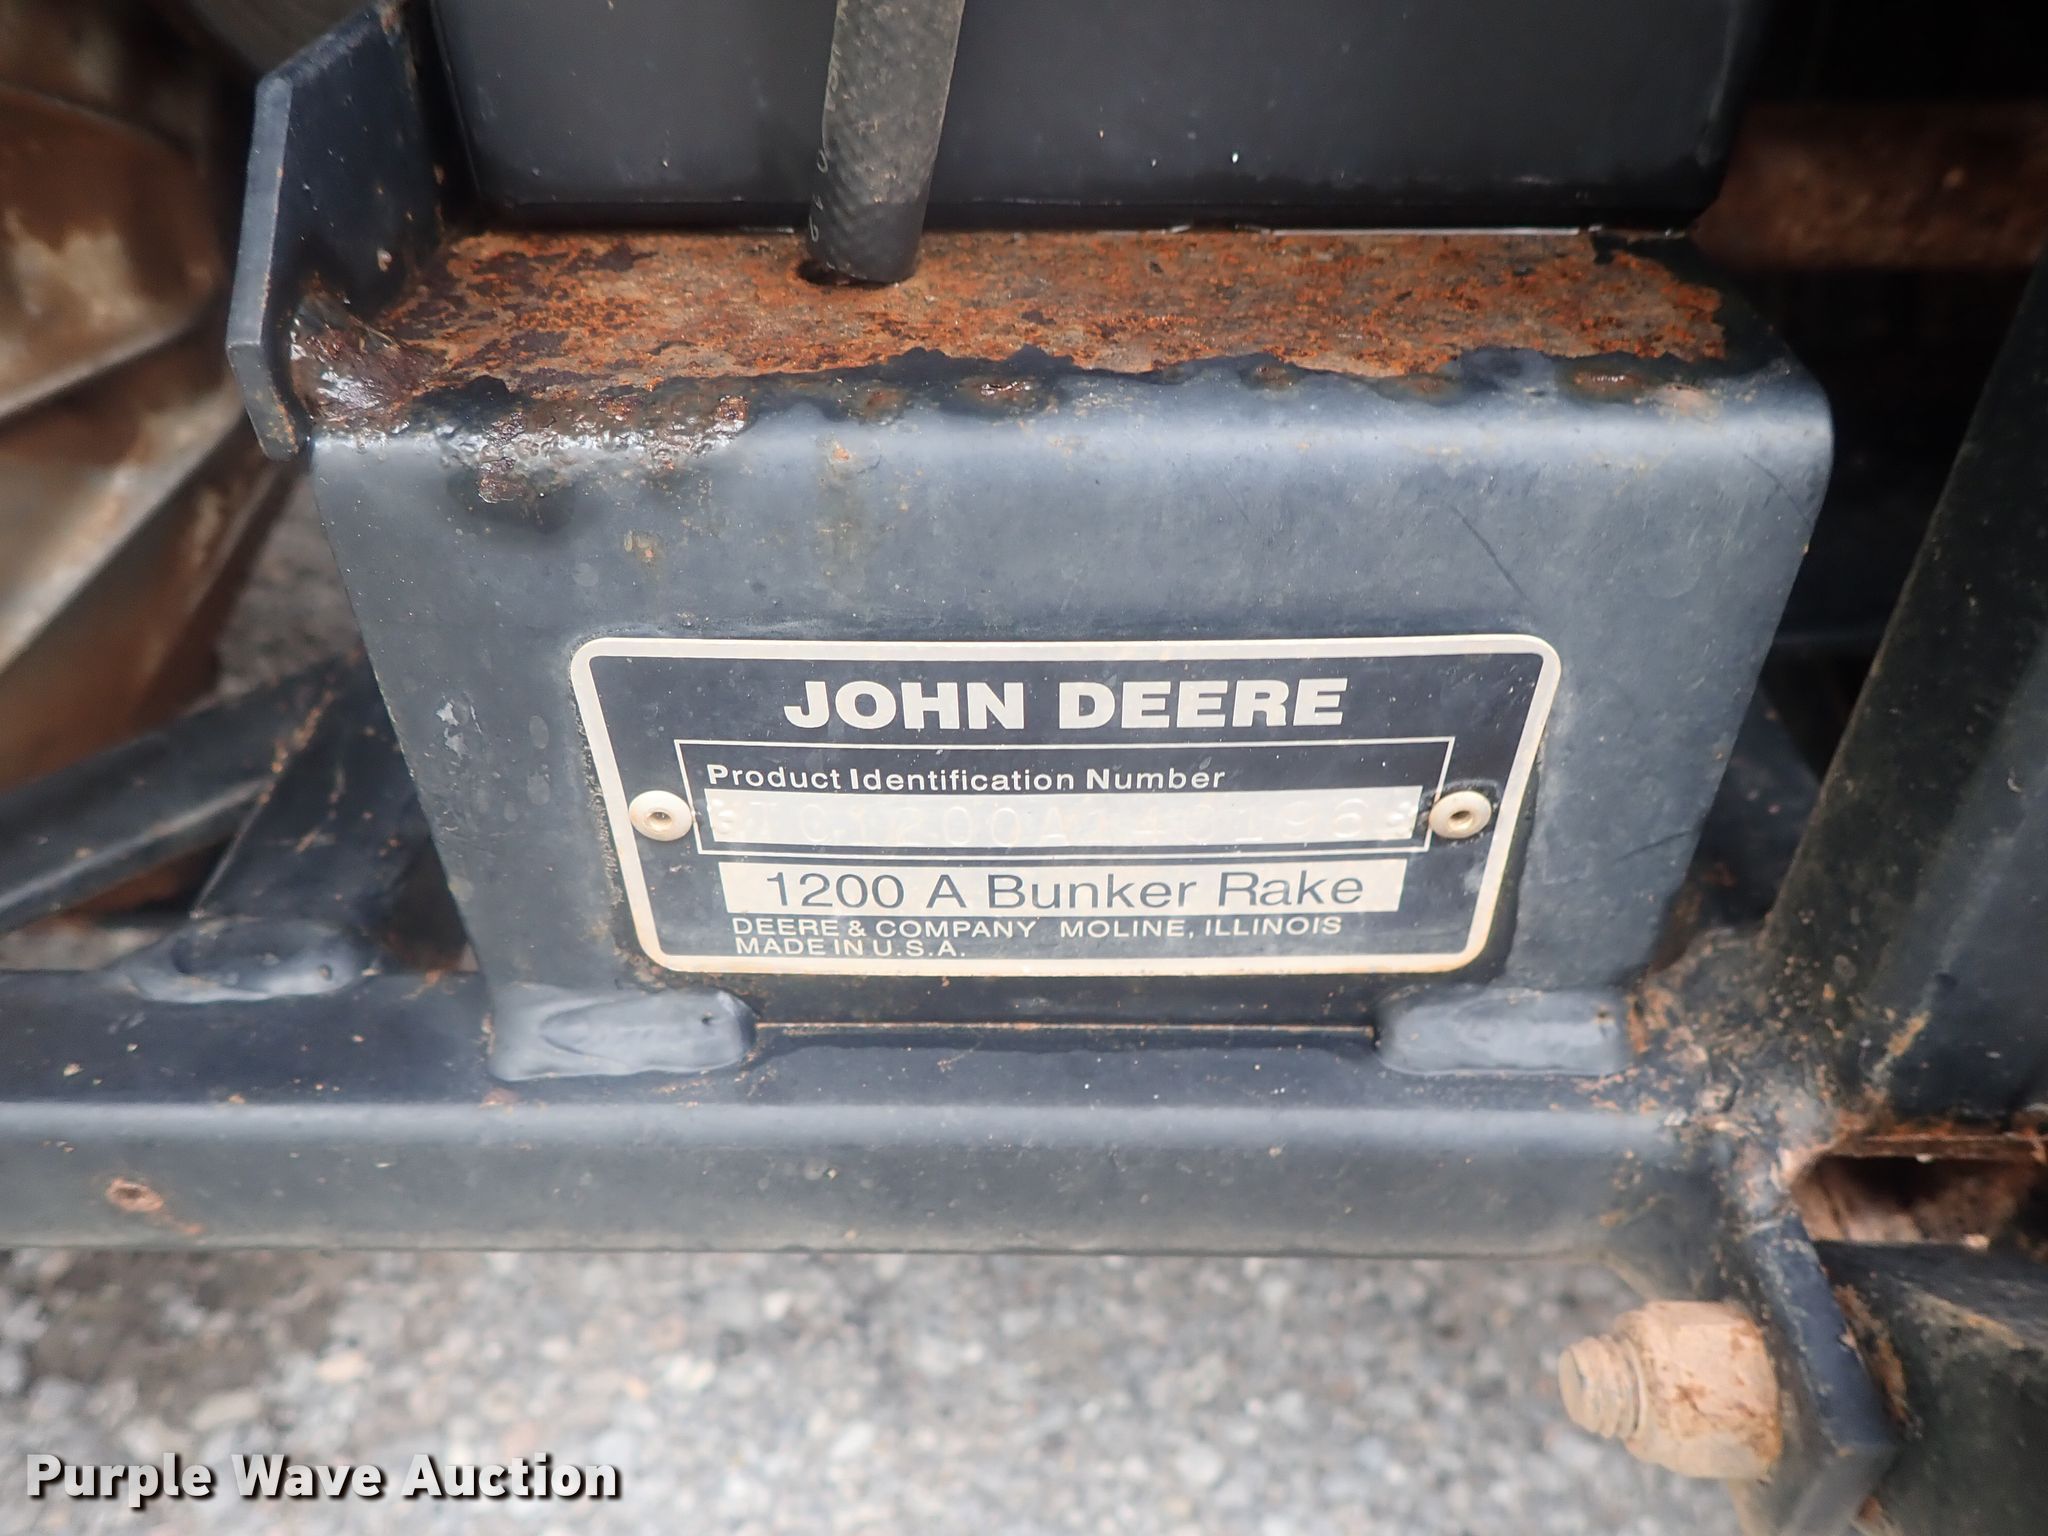 JOHN DEERE
Product Identification Number
1200 A Bunker Rake
DEERE & COMPANY MOLINE, ILLINOIS
MADE IN U.S.A.
Purple Wave Auction